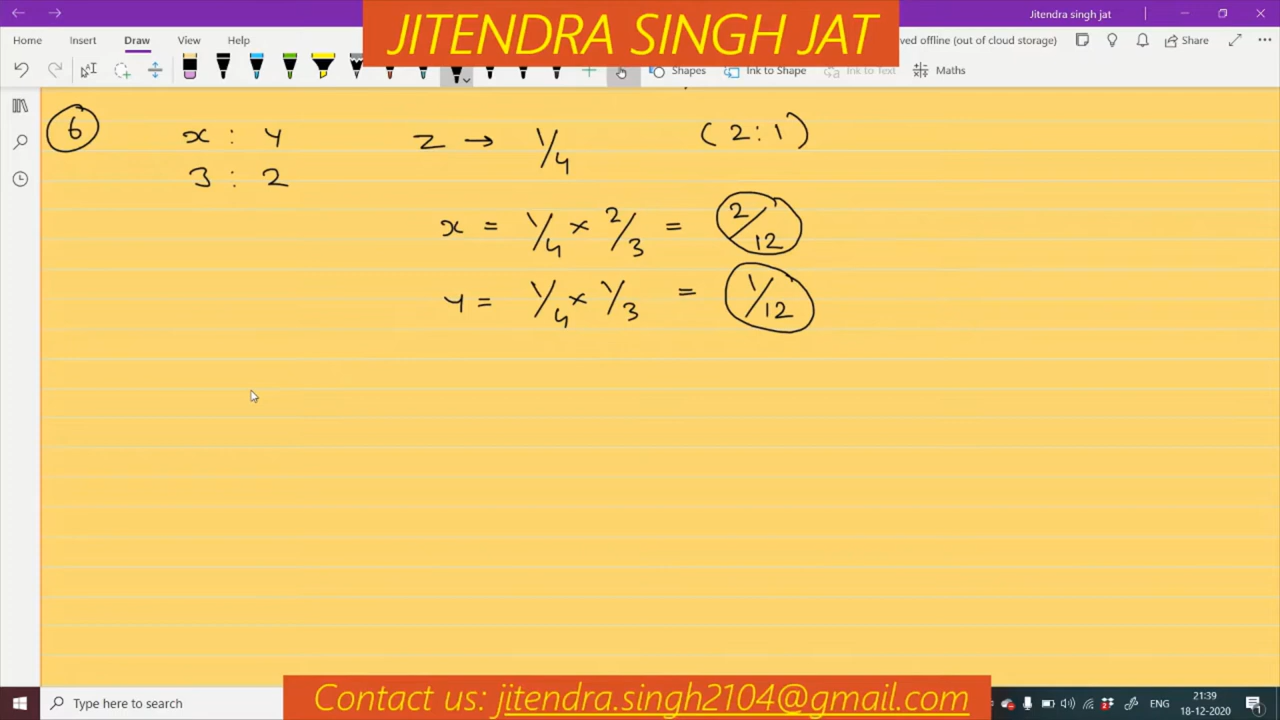 JITENDRA SINGH JAT
Jitendra singh jat
Home Insert Draw View Help
ved offline (out of cloud storage)
Share
Shapes
Ink to Shape
Ink to Text
Maths
6
x : y
z → 1/4
(2:1)
3 : 2
x = 1/4 × 2/3 = 2/12
y = 1/4 × 1/3 = 1/12
Contact us: jitendra.singh2104@gmail.com
Type here to search
ENG
21:39
18-12-2020
1